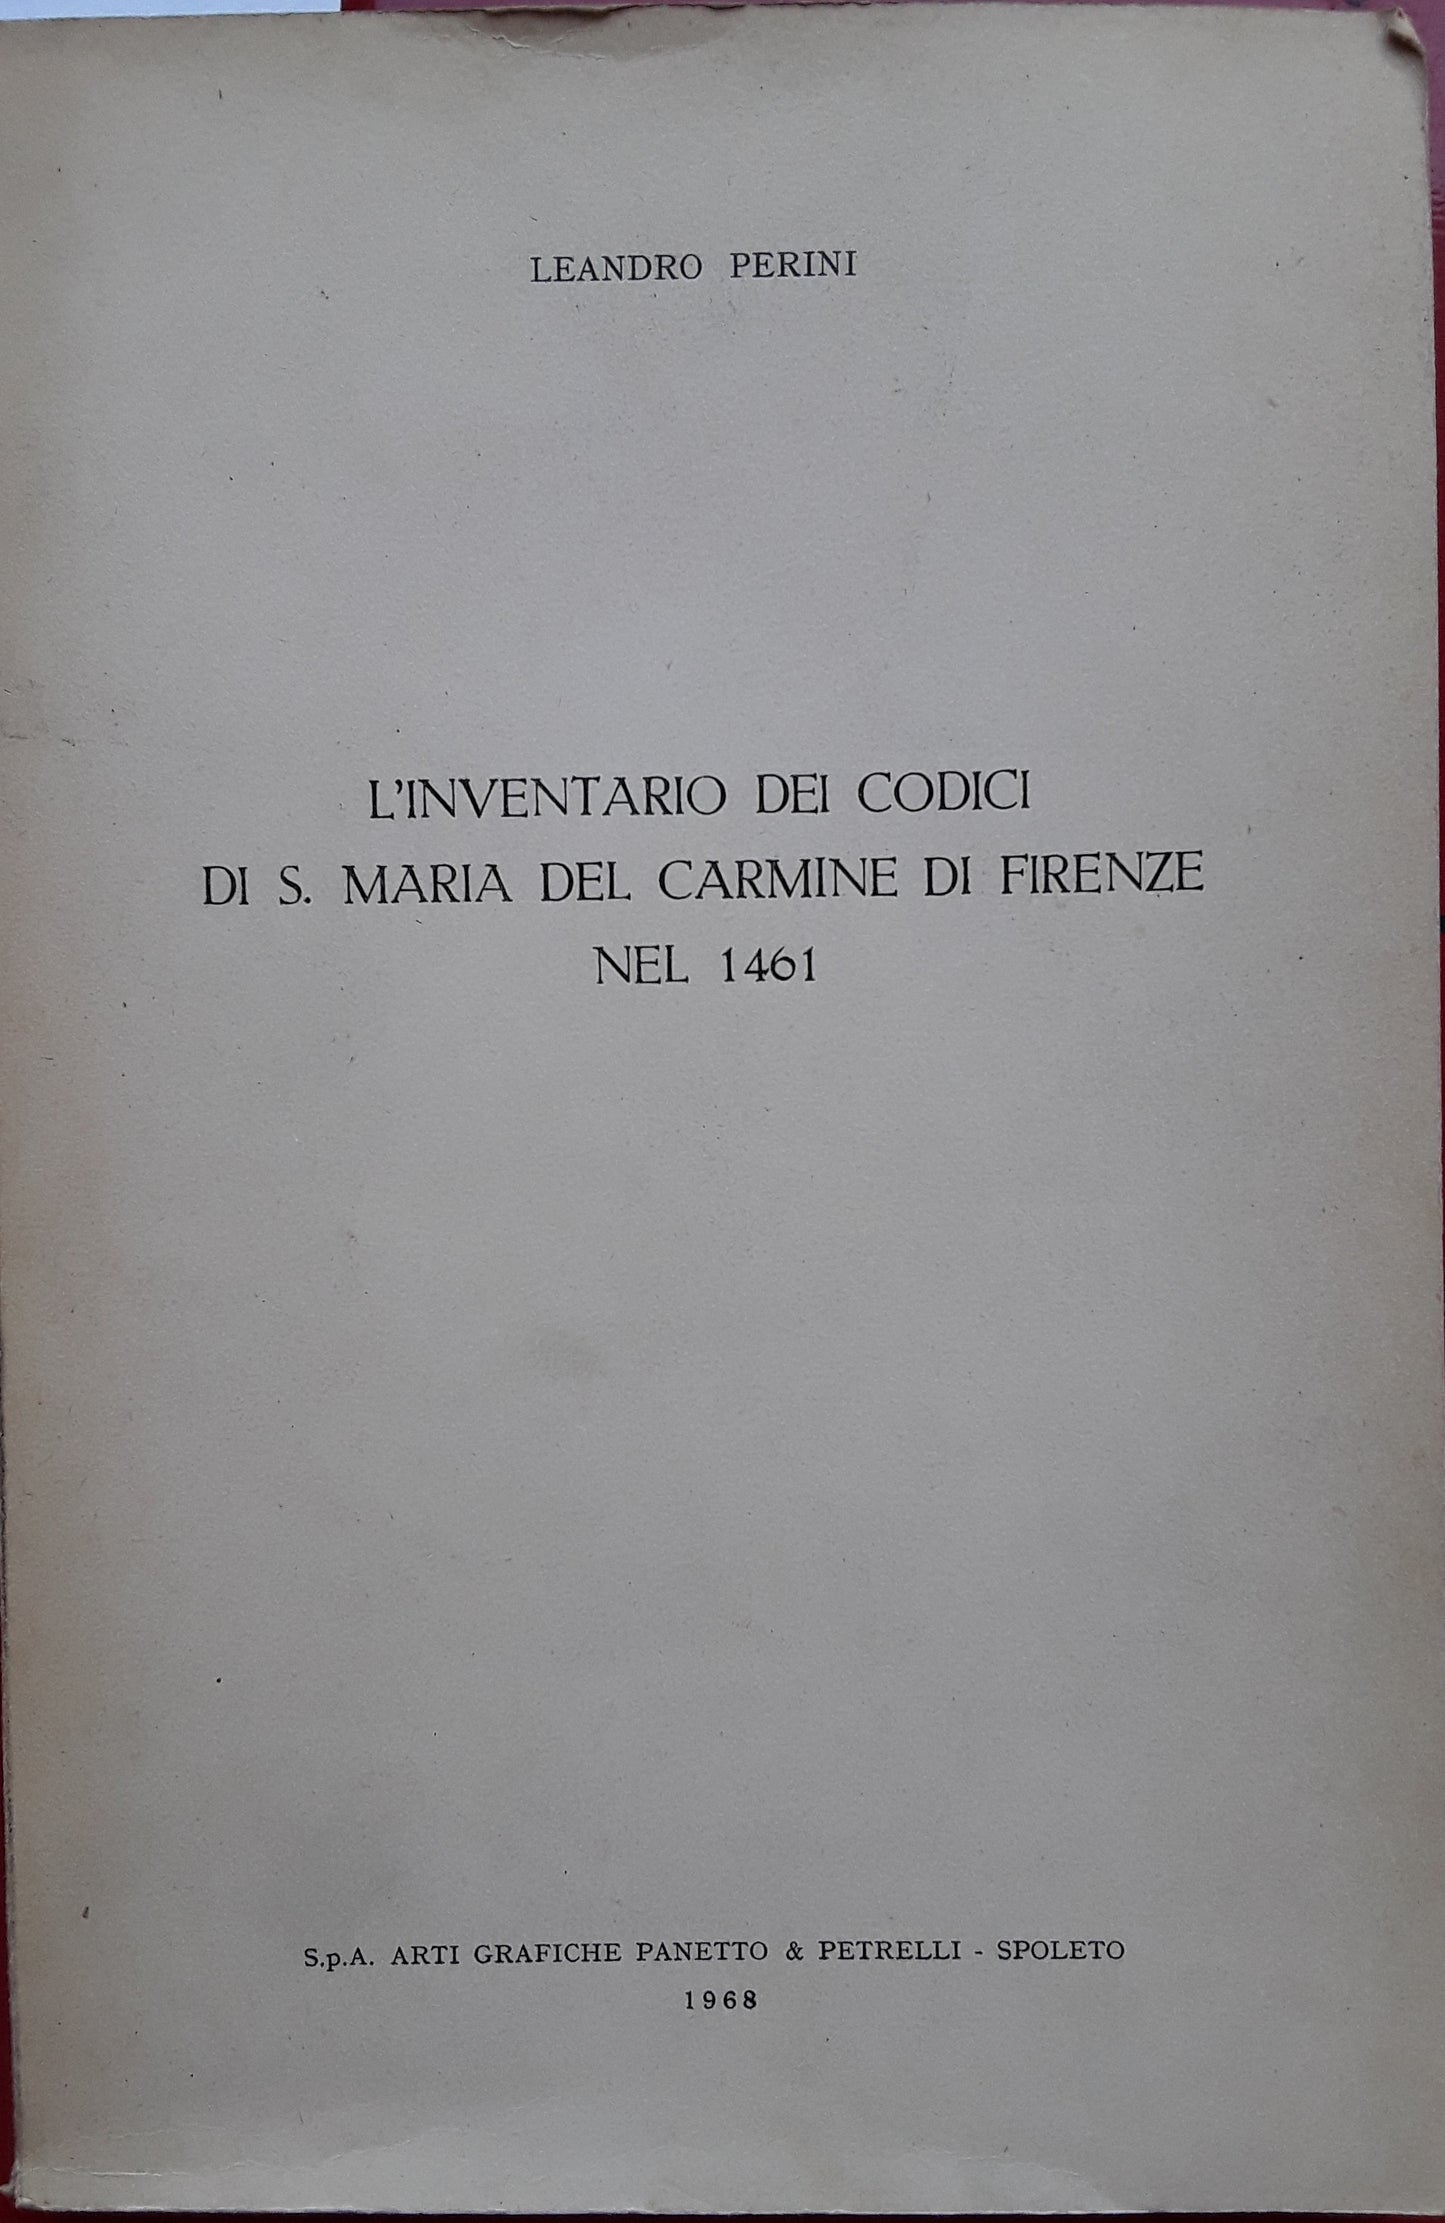 LEANDRO PERINI
L'INVENTARIO DEI CODICI
DI S. MARIA DEL CARMINE DI FIRENZE
NEL 1461
S.p.A. ARTI GRAFICHE PANETTO & PETRELLI - SPOLETO
1968